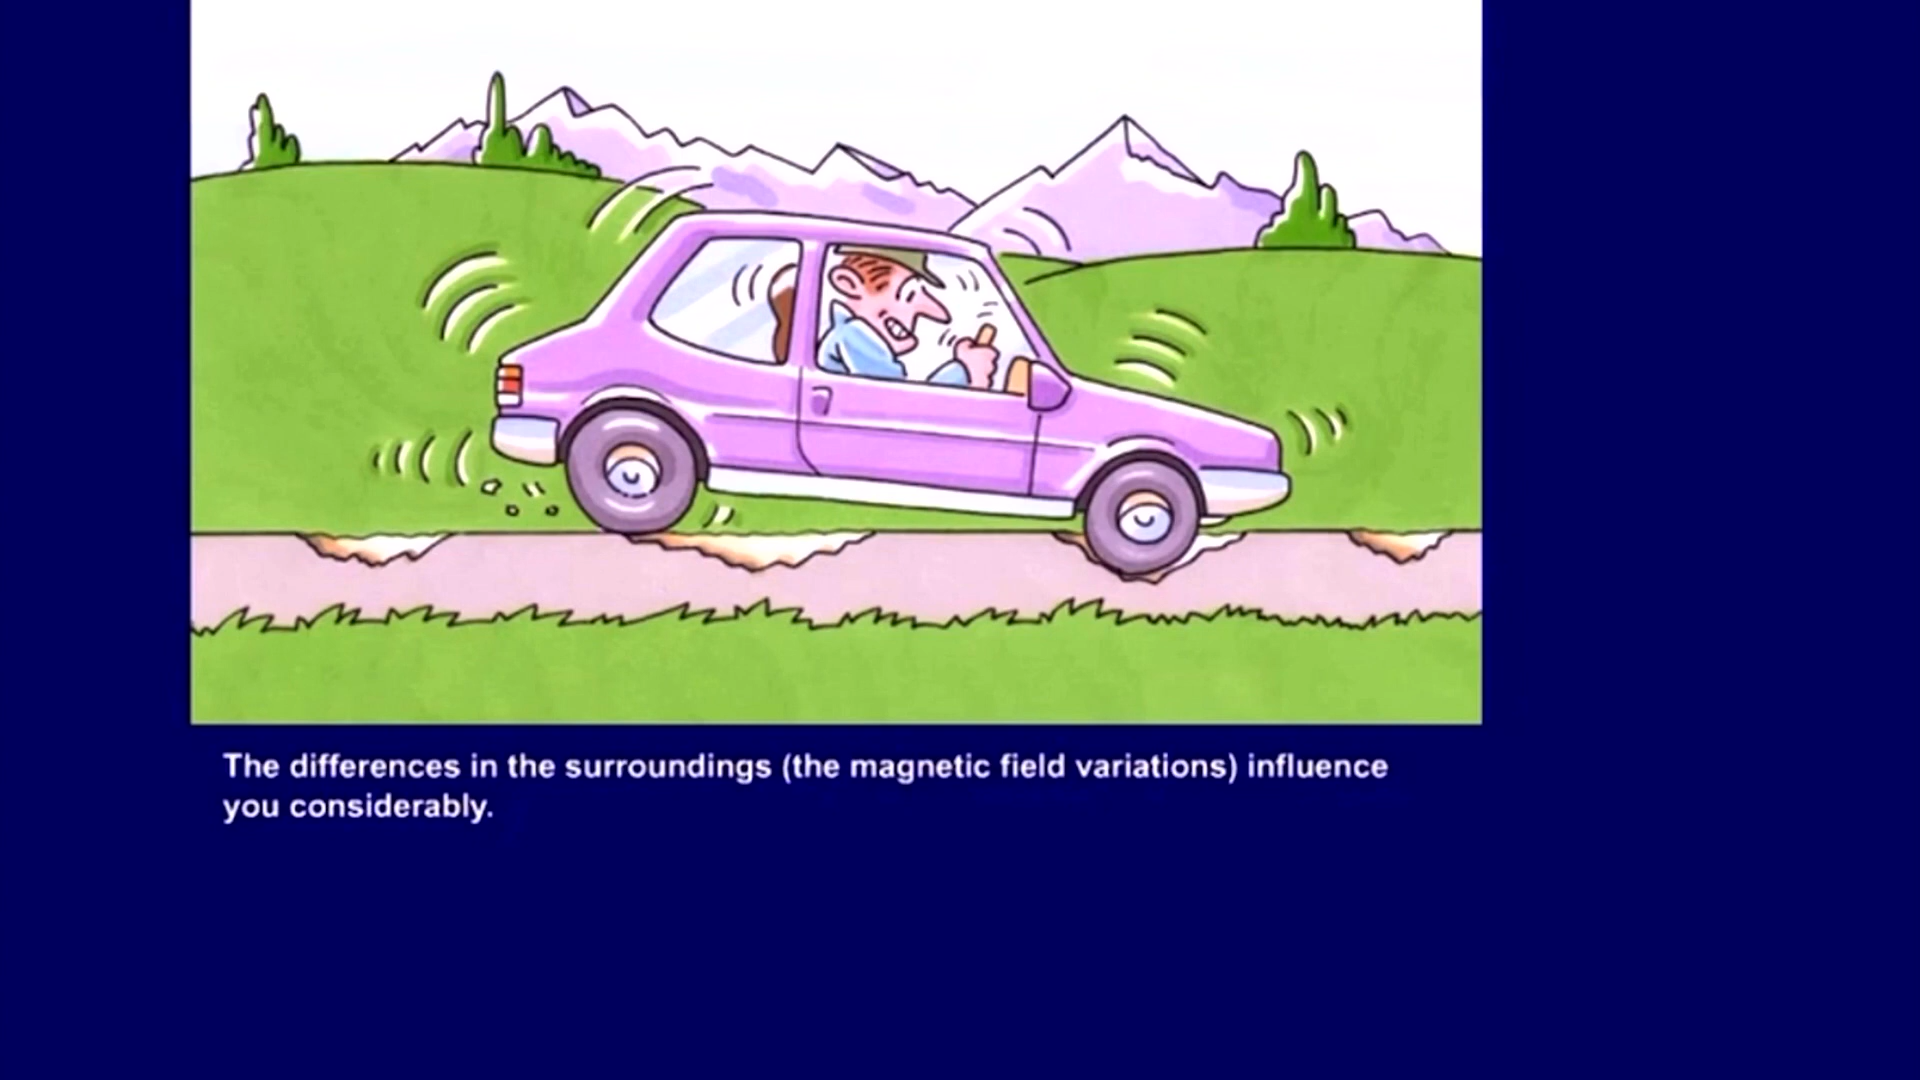 The differences in the surroundings (the magnetic field variations) influence
you considerably.